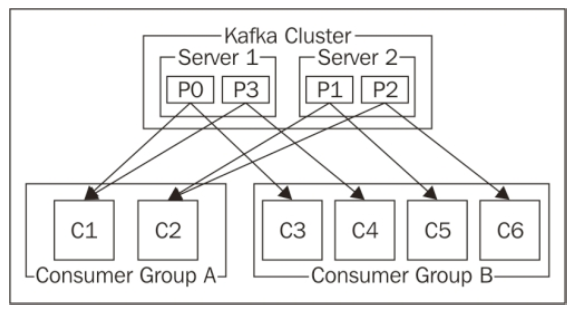 Kafka Cluster
Server 1 Server 2
P0 P3 P1 P2
C1 C2 C3 C4 C5 C6
Consumer Group A Consumer Group B